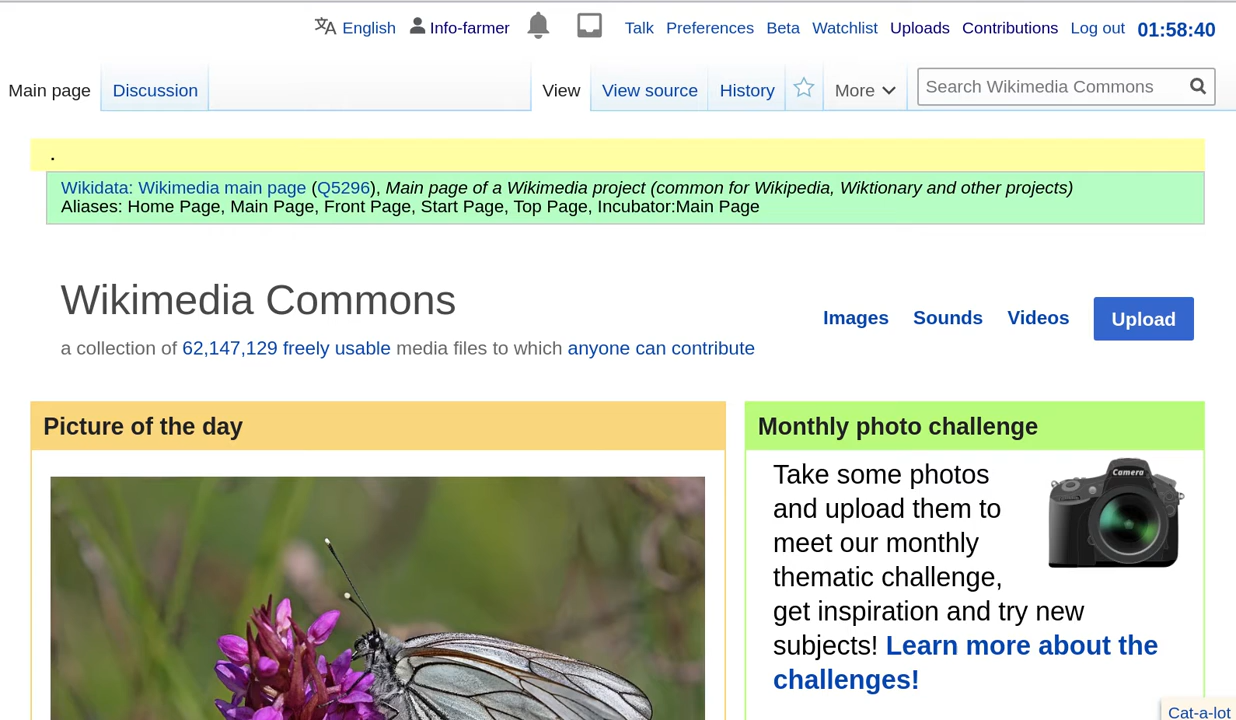 English Info-farmer Talk Preferences Beta Watchlist Uploads Contributions Log out 01:58:40
Main page Discussion View View source History More Search Wikimedia Commons
.
Wikidata: Wikimedia main page (Q5296), Main page of a Wikimedia project (common for Wikipedia, Wiktionary and other projects)
Aliases: Home Page, Main Page, Front Page, Start Page, Top Page, Incubator:Main Page
Wikimedia Commons
Images Sounds Videos Upload
a collection of 62,147,129 freely usable media files to which anyone can contribute
Picture of the day
Monthly photo challenge
Take some photos
and upload them to
meet our monthly
thematic challenge,
get inspiration and try new
subjects! Learn more about the
challenges!
Camera
Cat-a-lot